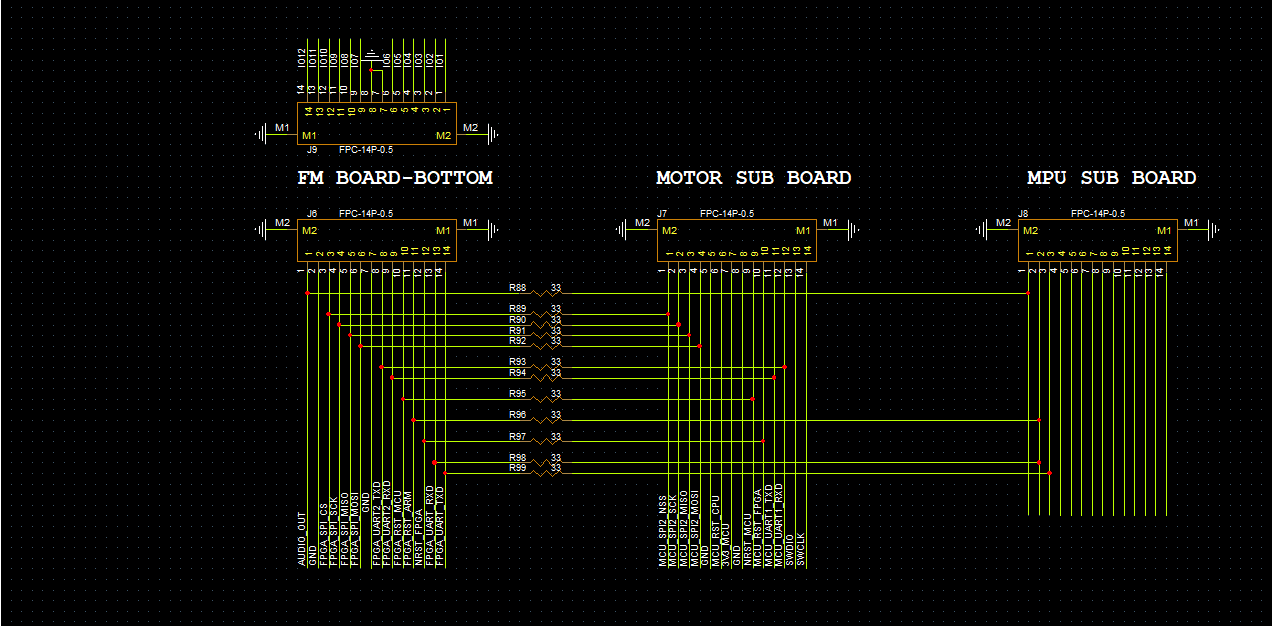 IO12 IO11 IO10 IO9 IO8 IO7 IO6 IO5 IO4 IO3 IO2 IO1
14 13 12 11 10 9 8 7 6 5 4 3 2 1
14 13 12 11 10 9 8 7 6 5 4 3 2 1
M1 M2
M1 M2
J9 FPC-14P-0.5
FM BOARD-BOTTOM MOTOR SUB BOARD MPU SUB BOARD
J6 FPC-14P-0.5 J7 FPC-14P-0.5 J8 FPC-14P-0.5
M2 M1 M2 M1 M2 M1
M2 M1 M2 M1 M2 M1
1 2 3 4 5 6 7 8 9 10 11 12 13 14 1 2 3 4 5 6 7 8 9 10 11 12 13 14 1 2 3 4 5 6 7 8 9 10 11 12 13 14
1 2 3 4 5 6 7 8 9 10 11 12 13 14 1 2 3 4 5 6 7 8 9 10 11 12 13 14 1 2 3 4 5 6 7 8 9 10 11 12 13 14
R88 33
R89 33
R90 33
R91 33
R92 33
R93 33
R94 33
R95 33
R96 33
R97 33
R98 33
R99 33
AUDIO_OUT
GND
FPGA_SPI_CS
FPGA_SPI_SCK
FPGA_SPI_MISO
FPGA_SPI_MOSI
GND
FPGA_UART2_TXD
FPGA_UART2_RXD
FPGA_RST_MCU
FPGA_RST_ARM
NRST_FPGA
FPGA_UART_RXD
FPGA_UART_TXD
MCU_SPI2_NSS
MCU_SPI2_SCK
MCU_SPI2_MISO
MCU_SPI2_MOSI
GND
MCU_RST_CPU
3V3_MCU
GND
NRST_MCU
MCU_RST_FPGA
MCU_UART1_TXD
MCU_UART1_RXD
SWDIO
SWCLK